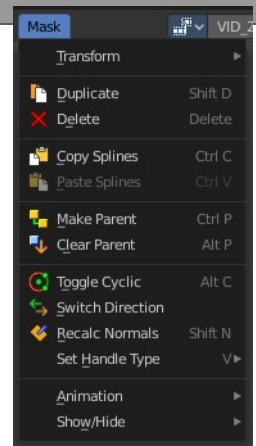 Mask VID_2
Transform
Duplicate Shift D
Delete Delete
Copy Splines Ctrl C
Paste Splines Ctrl V
Make Parent Ctrl P
Clear Parent Alt P
Toggle Cyclic Alt C
Switch Direction
Recalc Normals Shift N
Set Handle Type V
Animation
Show/Hide